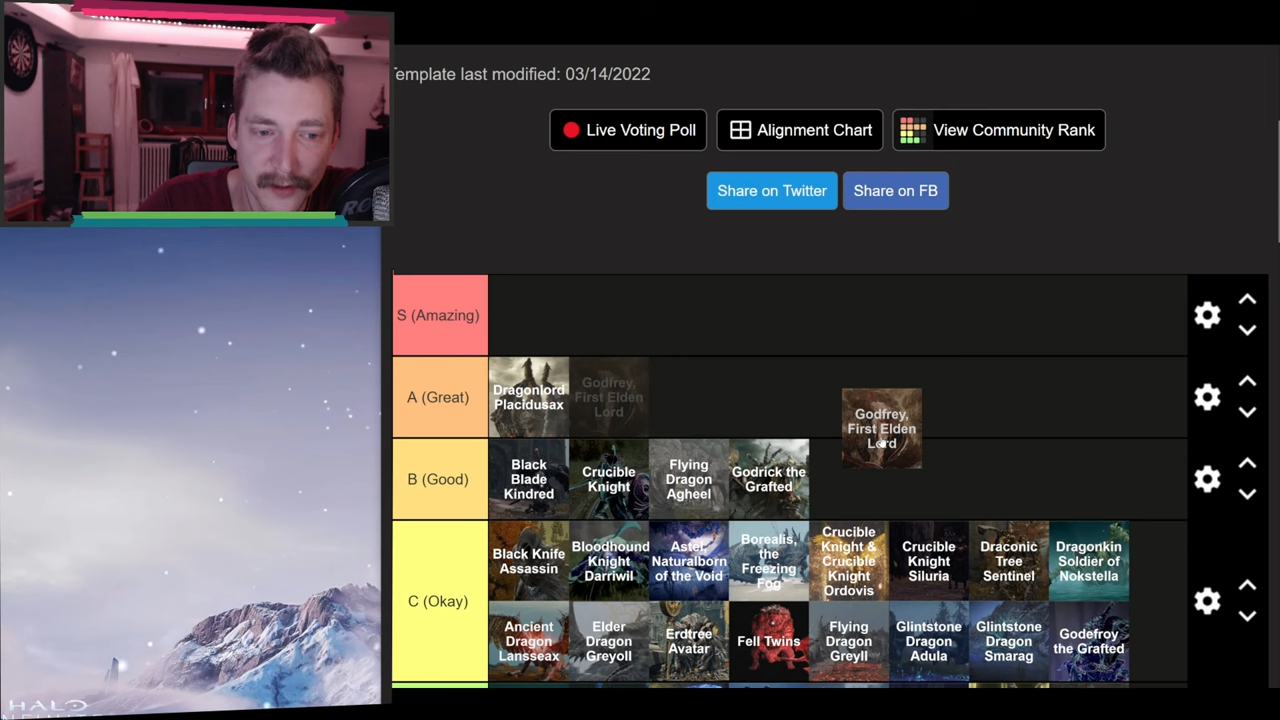 Template last modified: 03/14/2022
Live Voting Poll
Alignment Chart
View Community Rank
Share on Twitter
Share on FB
S (Amazing)
A (Great)
Dragonlord
Placidusax
Godfrey,
First Elden
Lord
Godfrey,
First Elden
Lord
B (Good)
Black
Blade
Kindred
Crucible
Knight
Flying
Dragon
Agheel
Godrick the
Grafted
C (Okay)
Black Knife
Assassin
Bloodhound
Knight
Darriwil
Astel,
Naturalborn
of the Void
Borealis,
the
Freezing
Fog
Crucible
Knight &
Crucible
Knight
Ordovis
Crucible
Knight
Siluria
Draconic
Tree
Sentinel
Dragonkin
Soldier of
Nokstella
Ancient
Dragon
Lansseax
Elder
Dragon
Greyoll
Erdtree
Avatar
Fell Twins
Flying
Dragon
Greyll
Glintstone
Dragon
Adula
Glintstone
Dragon
Smarag
Godefroy
the Grafted
HALO